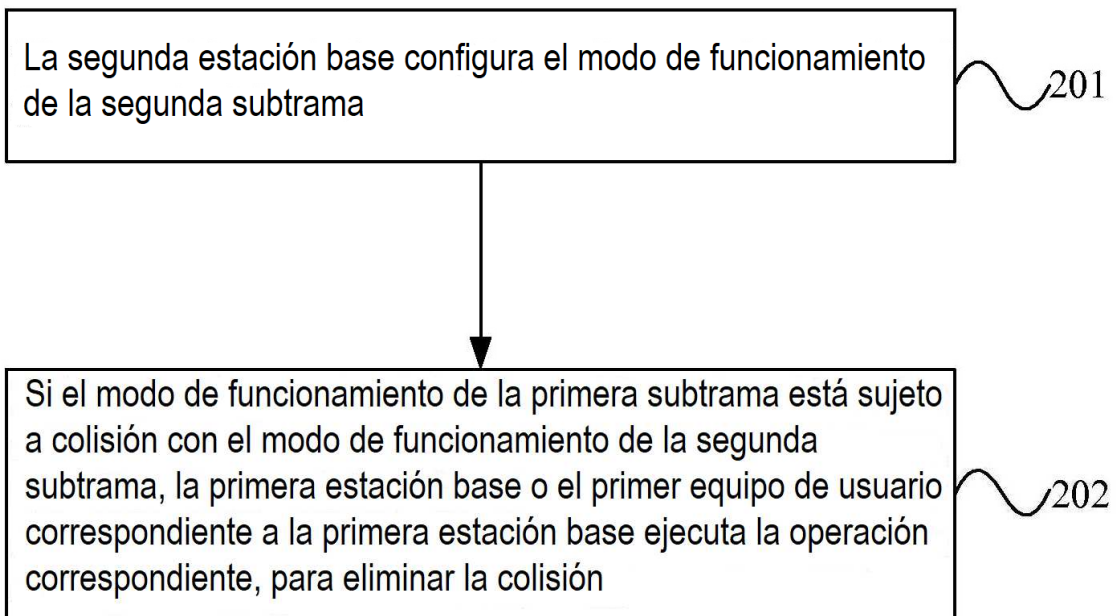 La segunda estación base configura el modo de funcionamiento
de la segunda subtrama
201
Si el modo de funcionamiento de la primera subtrama está sujeto
a colisión con el modo de funcionamiento de la segunda
subtrama, la primera estación base o el primer equipo de usuario
correspondiente a la primera estación base ejecuta la operación
correspondiente, para eliminar la colisión
202